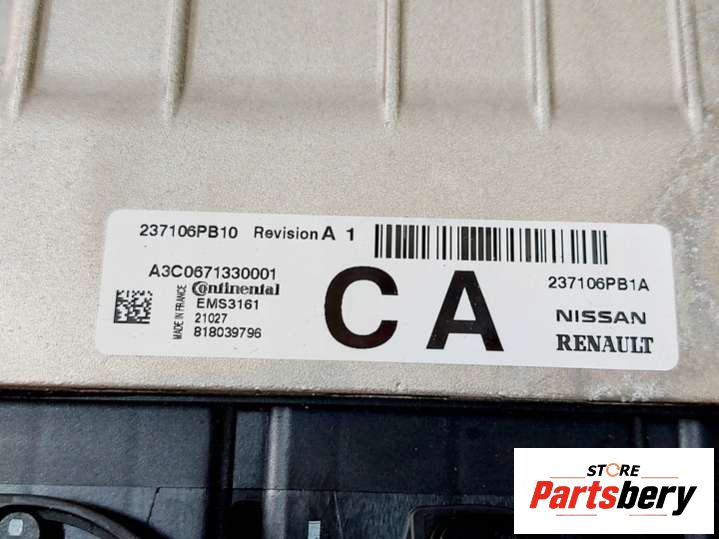 237106PB10 Revision A 1
A3C0671330001
Continental
EMS3161
21027
818039796
MADE IN FRANCE
CA
237106PB1A
NISSAN
RENAULT
STORE
Partsbery